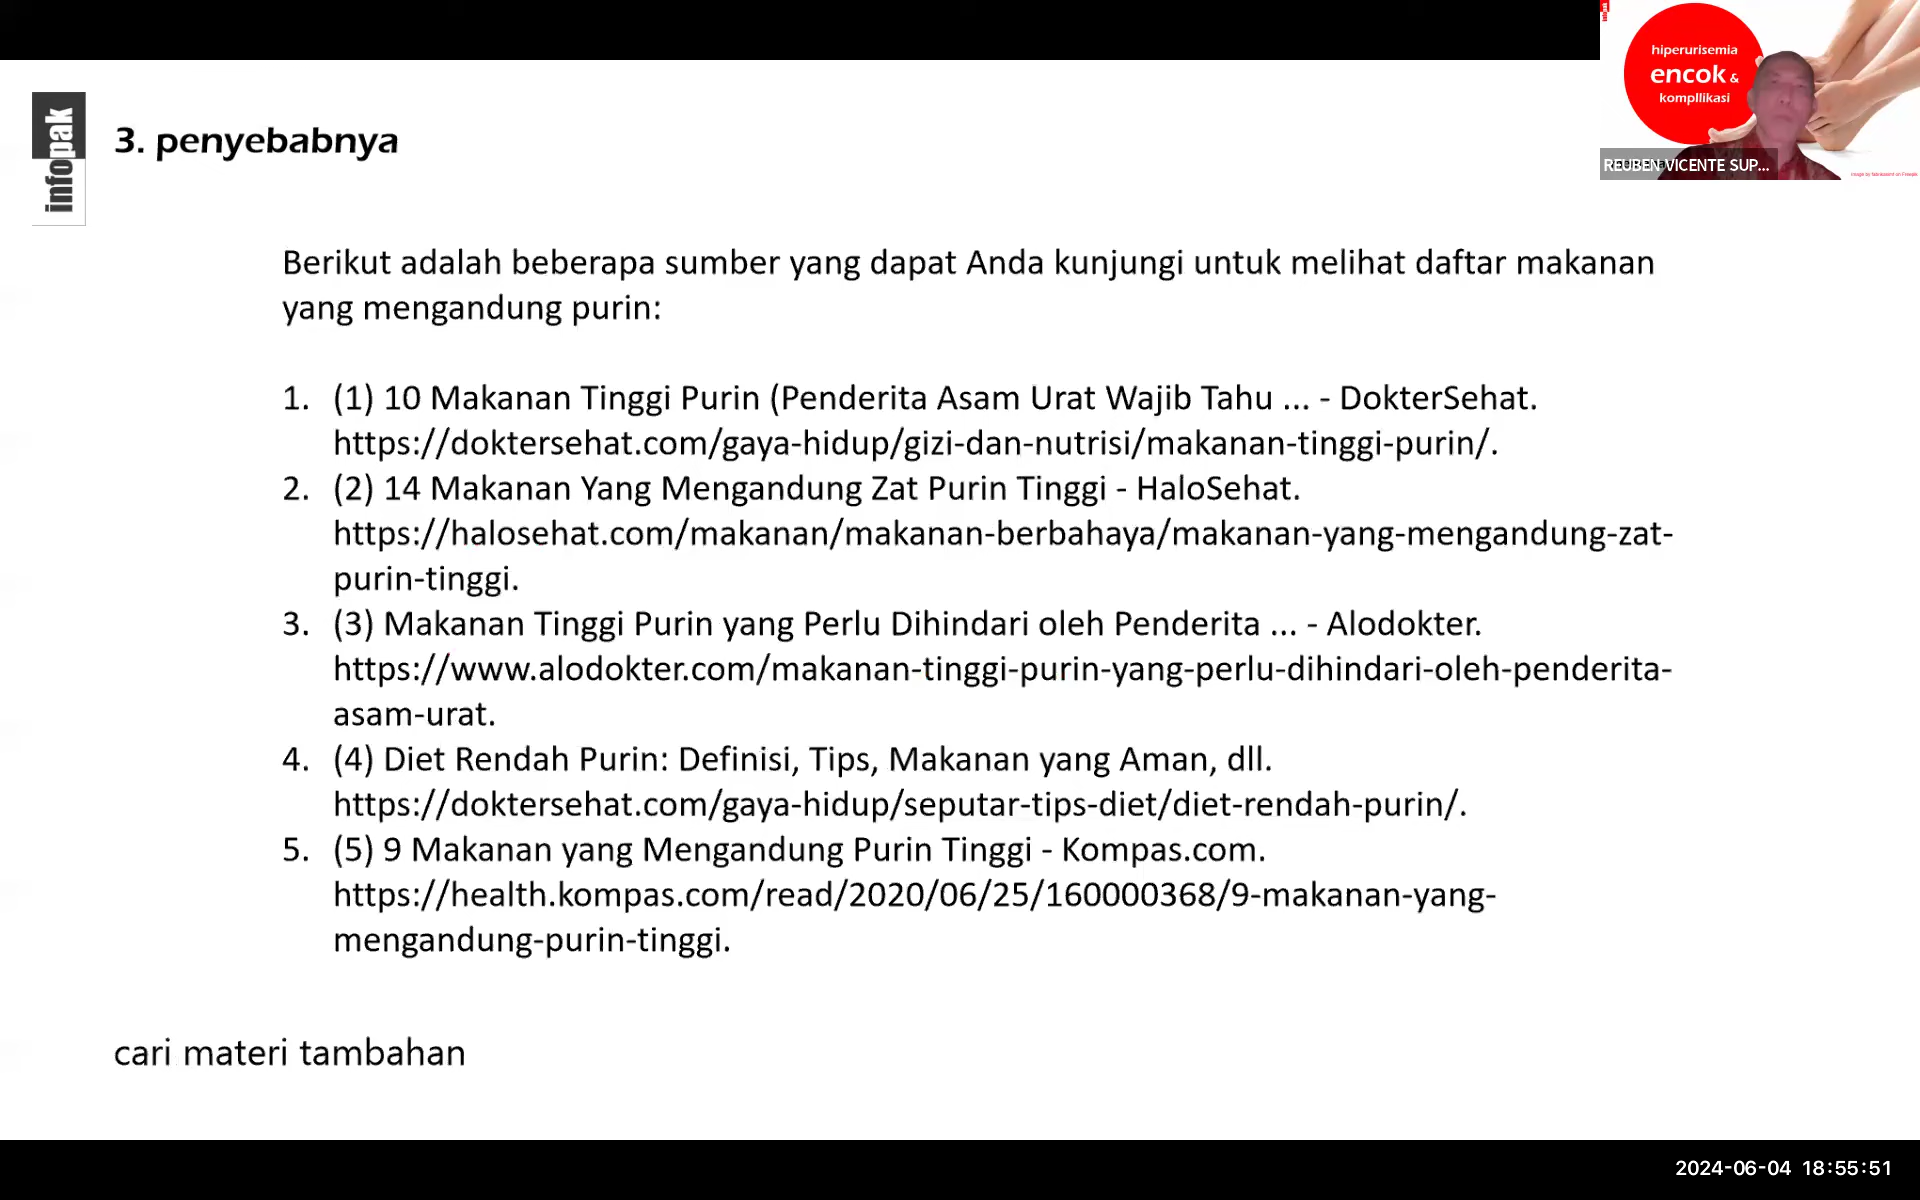 hiperurisemia
encok &
kompllikasi
REUBEN VICENTE SUP...
infopak
3. penyebabnya
Berikut adalah beberapa sumber yang dapat Anda kunjungi untuk melihat daftar makanan
yang mengandung purin:
1. (1) 10 Makanan Tinggi Purin (Penderita Asam Urat Wajib Tahu ... - DokterSehat.
https://doktersehat.com/gaya-hidup/gizi-dan-nutrisi/makanan-tinggi-purin/.
2. (2) 14 Makanan Yang Mengandung Zat Purin Tinggi - HaloSehat.
https://halosehat.com/makanan/makanan-berbahaya/makanan-yang-mengandung-zat-
purin-tinggi.
3. (3) Makanan Tinggi Purin yang Perlu Dihindari oleh Penderita ... - Alodokter.
https://www.alodokter.com/makanan-tinggi-purin-yang-perlu-dihindari-oleh-penderita-
asam-urat.
4. (4) Diet Rendah Purin: Definisi, Tips, Makanan yang Aman, dll.
https://doktersehat.com/gaya-hidup/seputar-tips-diet/diet-rendah-purin/.
5. (5) 9 Makanan yang Mengandung Purin Tinggi - Kompas.com.
https://health.kompas.com/read/2020/06/25/160000368/9-makanan-yang-
mengandung-purin-tinggi.
cari materi tambahan
2024-06-04 18:55:51